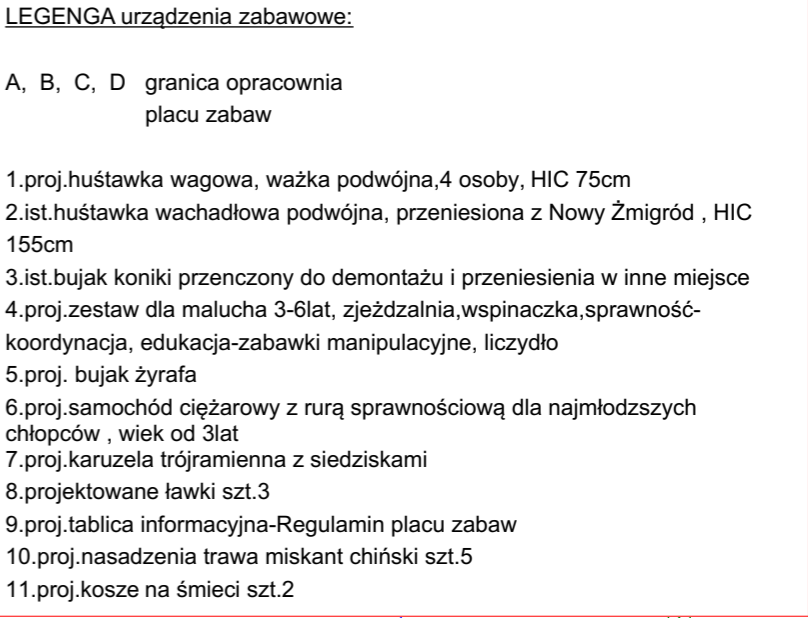 LEGENGA urządzenia zabawowe:
A, B, C, D granica opracownia
placu zabaw
1.proj.huśtawka wagowa, ważka podwójna,4 osoby, HIC 75cm
2.ist.huśtawka wachadłowa podwójna, przeniesiona z Nowy Żmigród , HIC
155cm
3.ist.bujak koniki przenczony do demontażu i przeniesienia w inne miejsce
4.proj.zestaw dla malucha 3-6lat, zjeżdzalnia,wspinaczka,sprawność-
koordynacja, edukacja-zabawki manipulacyjne, liczydło
5.proj. bujak żyrafa
6.proj.samochód ciężarowy z rurą sprawnościową dla najmłodzszych
chłopców , wiek od 3lat
7.proj.karuzela trójramienna z siedziskami
8.projektowane ławki szt.3
9.proj.tablica informacyjna-Regulamin placu zabaw
10.proj.nasadzenia trawa miskant chiński szt.5
11.proj.kosze na śmieci szt.2